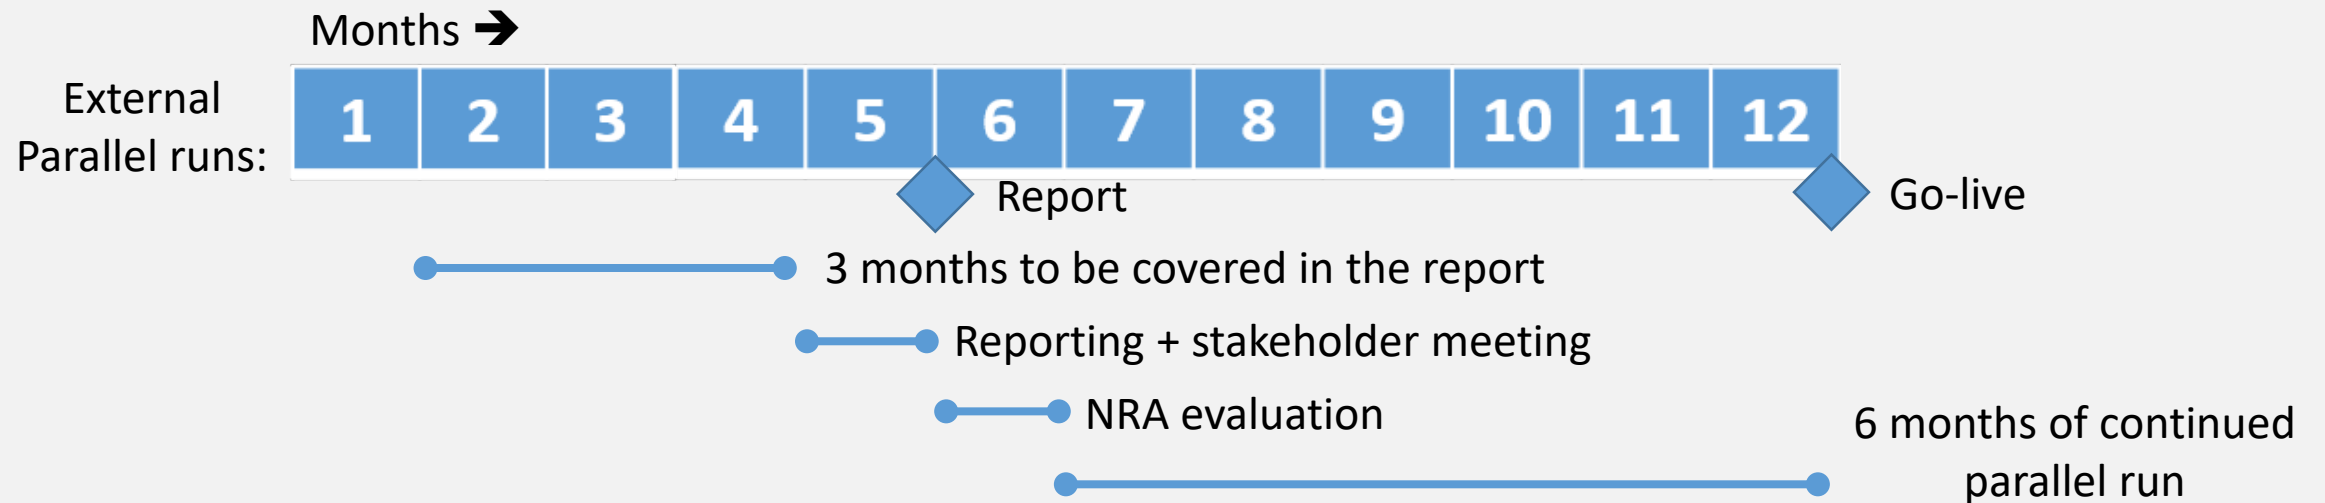 Months ➔
External
Parallel runs:
1 2 3 4 5 6 7 8 9 10 11 12
Report
Go-live
3 months to be covered in the report
Reporting + stakeholder meeting
NRA evaluation
6 months of continued
parallel run